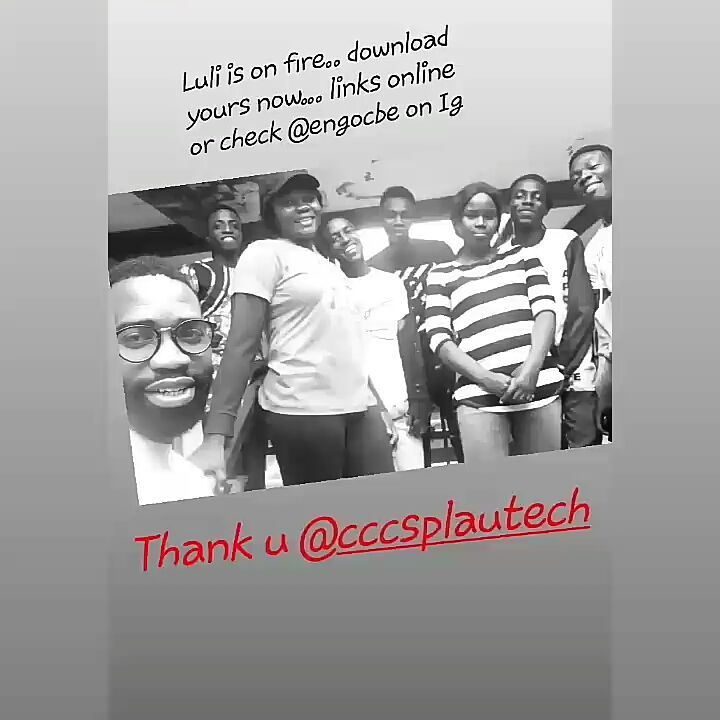 Luli is on fire.. download
yours now... links online
or check @engocbe on Ig
Thank u @cccsplautech